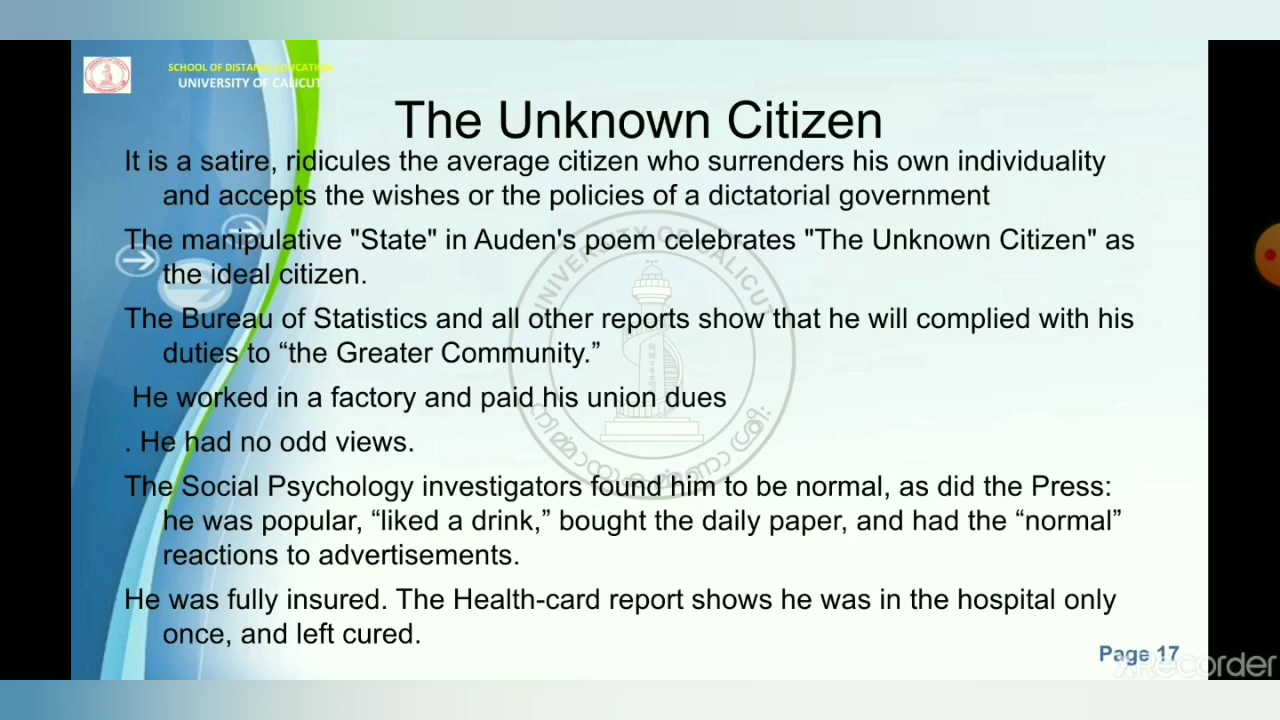 SCHOOL OF DISTANCE EDUCATION
UNIVERSITY OF CALICUT
The Unknown Citizen
It is a satire, ridicules the average citizen who surrenders his own individuality
and accepts the wishes or the policies of a dictatorial government
The manipulative "State" in Auden's poem celebrates "The Unknown Citizen" as
the ideal citizen.
The Bureau of Statistics and all other reports show that he will complied with his
duties to “the Greater Community.”
He worked in a factory and paid his union dues
. He had no odd views.
The Social Psychology investigators found him to be normal, as did the Press:
he was popular, “liked a drink,” bought the daily paper, and had the “normal”
reactions to advertisements.
He was fully insured. The Health-card report shows he was in the hospital only
once, and left cured.
UNIVERSITY OF CALICUT
Page 17
XRecorder